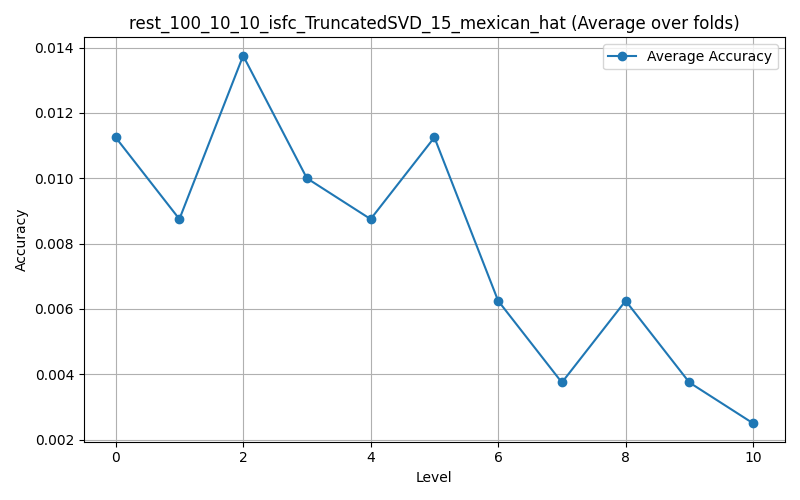 rest_100_10_10_isfc_TruncatedSVD_15_mexican_hat (Average over folds)
Average Accuracy
0.014
0.012
0.010
0.008
0.006
0.004
0.002
Accuracy
0 2 4 6 8 10
Level